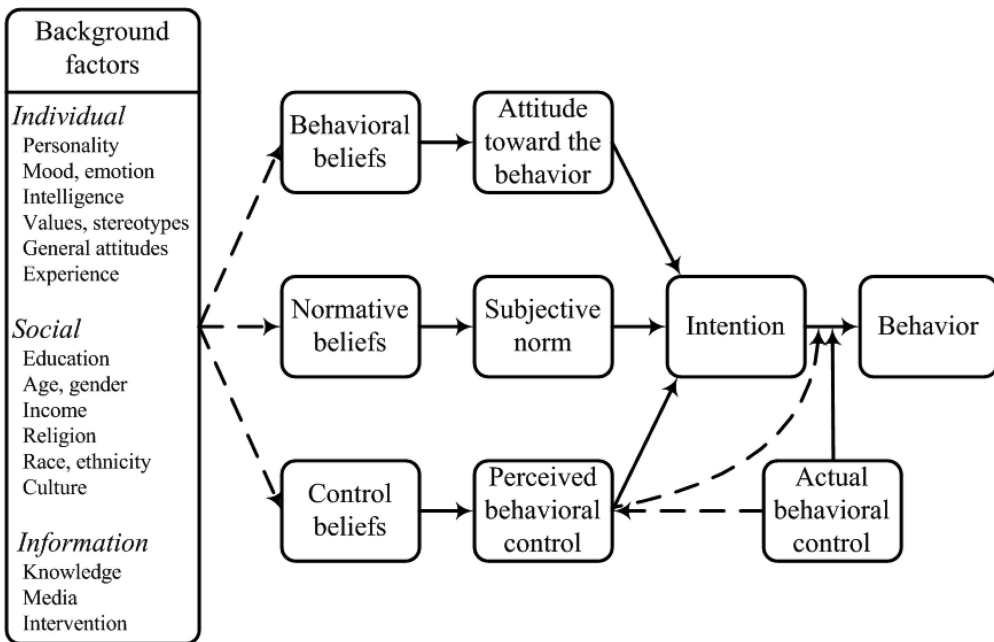 Background
factors
Individual
Personality
Mood, emotion
Intelligence
Values, stereotypes
General attitudes
Experience
Social
Education
Age, gender
Income
Religion
Race, ethnicity
Culture
Information
Knowledge
Media
Intervention
Behavioral
beliefs
Attitude
toward the
behavior
Normative
beliefs
Subjective
norm
Intention
Behavior
Control
beliefs
Perceived
behavioral
control
Actual
behavioral
control